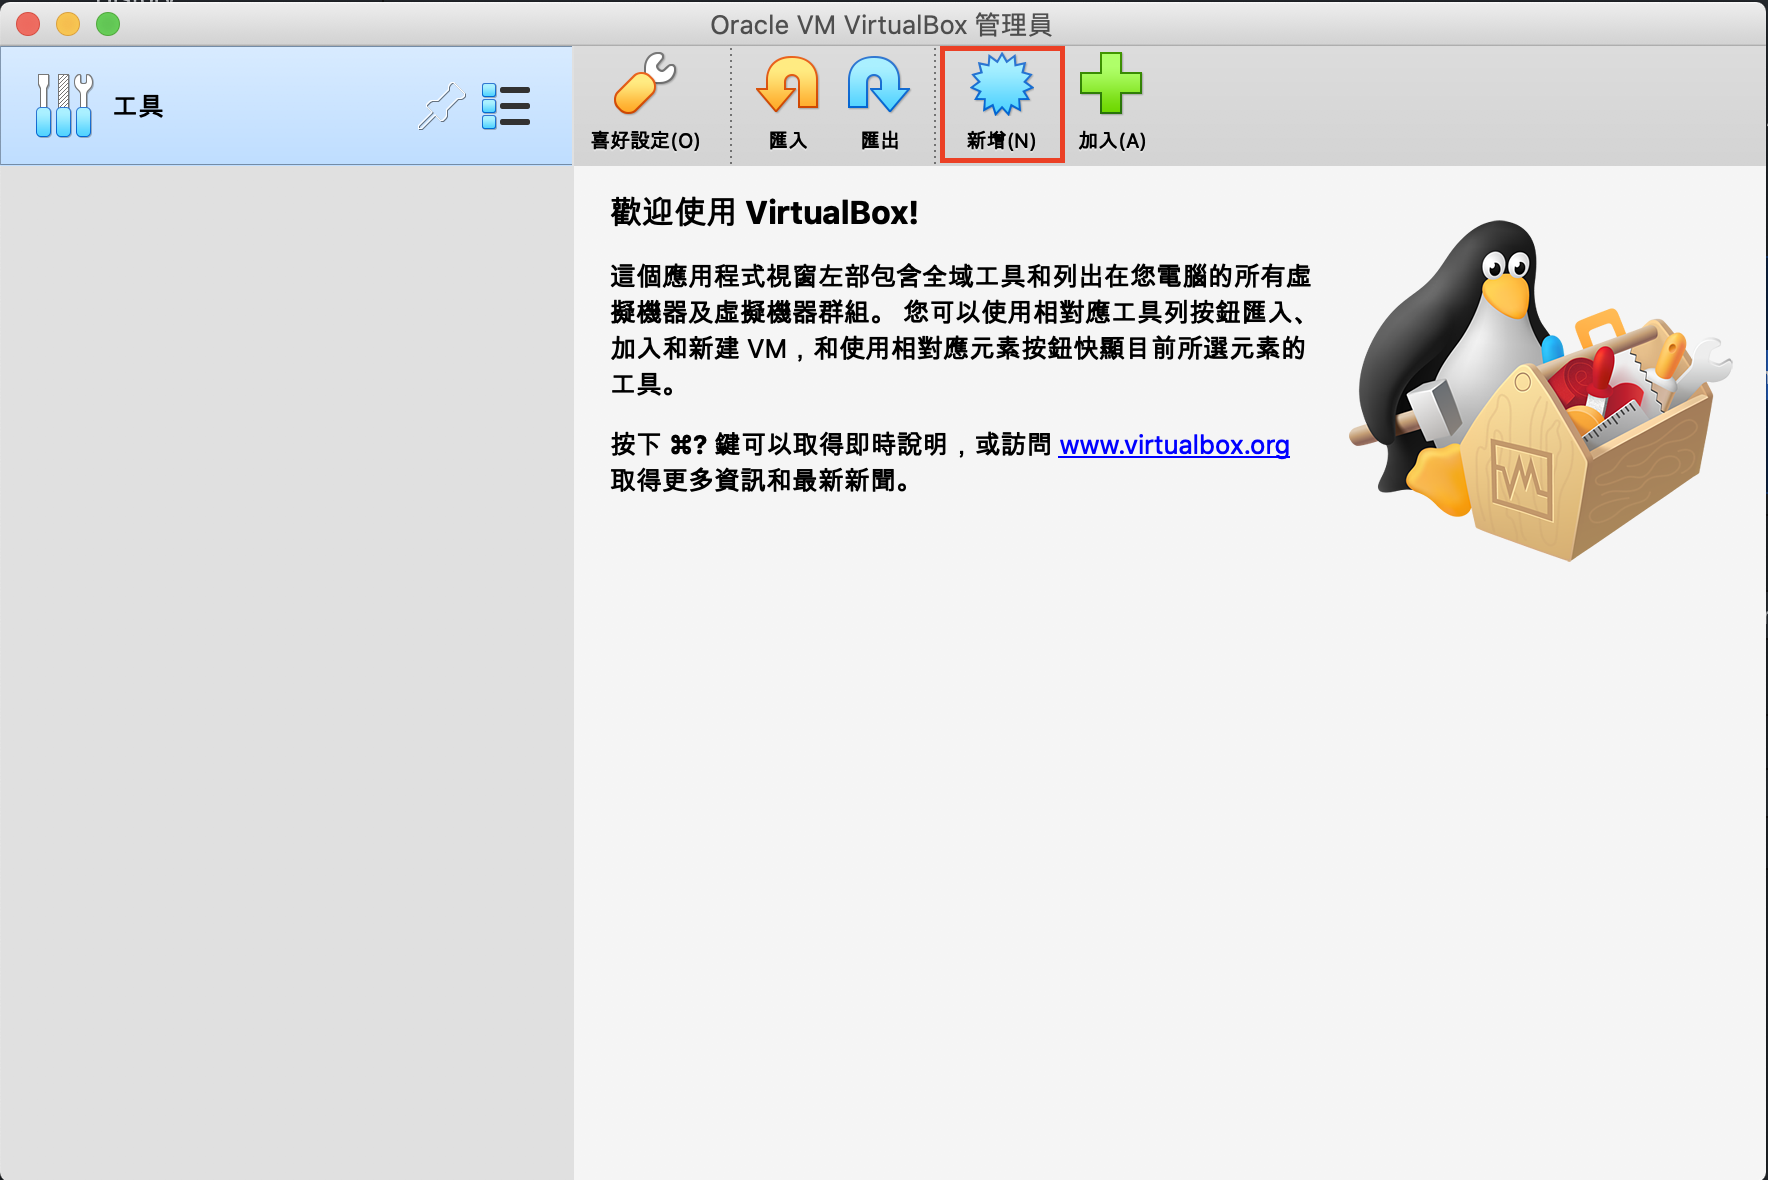 Oracle VM VirtualBox 管理員
工具
喜好設定(O)
匯入
匯出
新增(N)
加入(A)
歡迎使用 VirtualBox!
這個應用程式視窗左部包含全域工具和列出在您電腦的所有虛
擬機器及虛擬機器群組。 您可以使用相對應工具列按鈕匯入、
加入和新建 VM，和使用相對應元素按鈕快顯目前所選元素的
工具。
按下 ⌘? 鍵可以取得即時說明，或訪問 www.virtualbox.org
取得更多資訊和最新新聞。